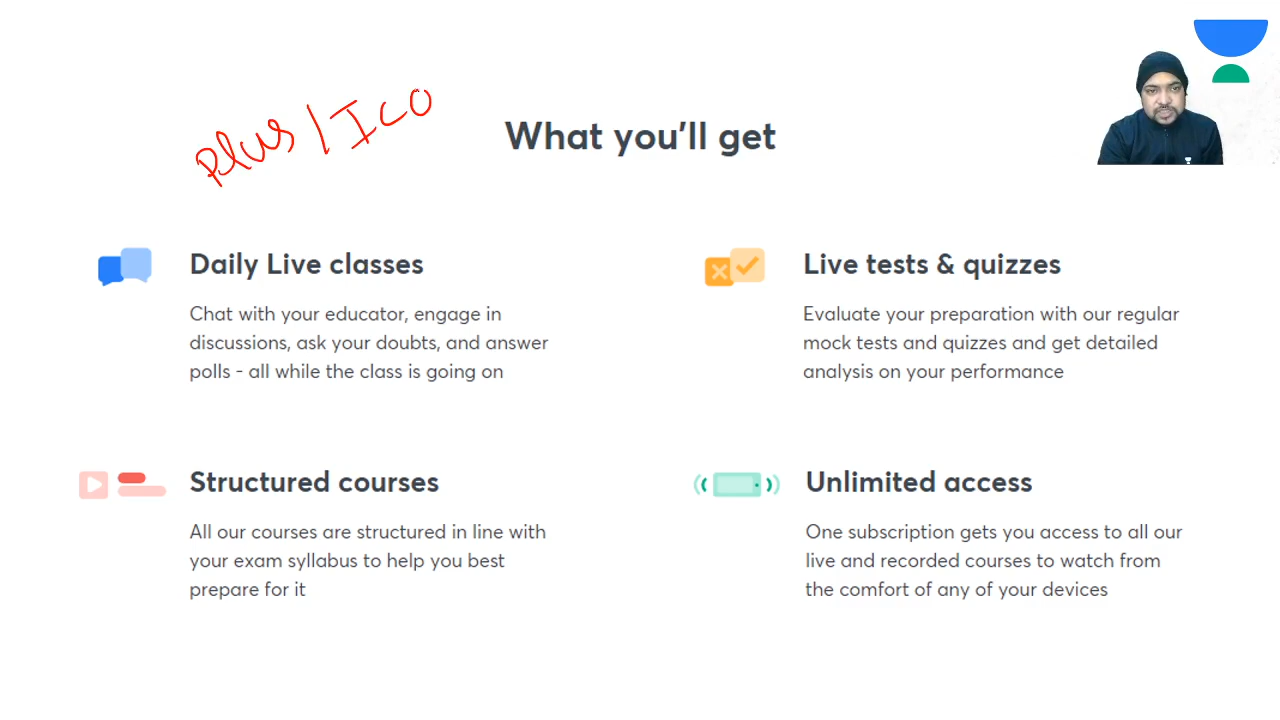 Plus / Ico
What you'll get
Daily Live classes
Chat with your educator, engage in
discussions, ask your doubts, and answer
polls - all while the class is going on
Live tests & quizzes
Evaluate your preparation with our regular
mock tests and quizzes and get detailed
analysis on your performance
Structured courses
All our courses are structured in line with
your exam syllabus to help you best
prepare for it
Unlimited access
One subscription gets you access to all our
live and recorded courses to watch from
the comfort of any of your devices